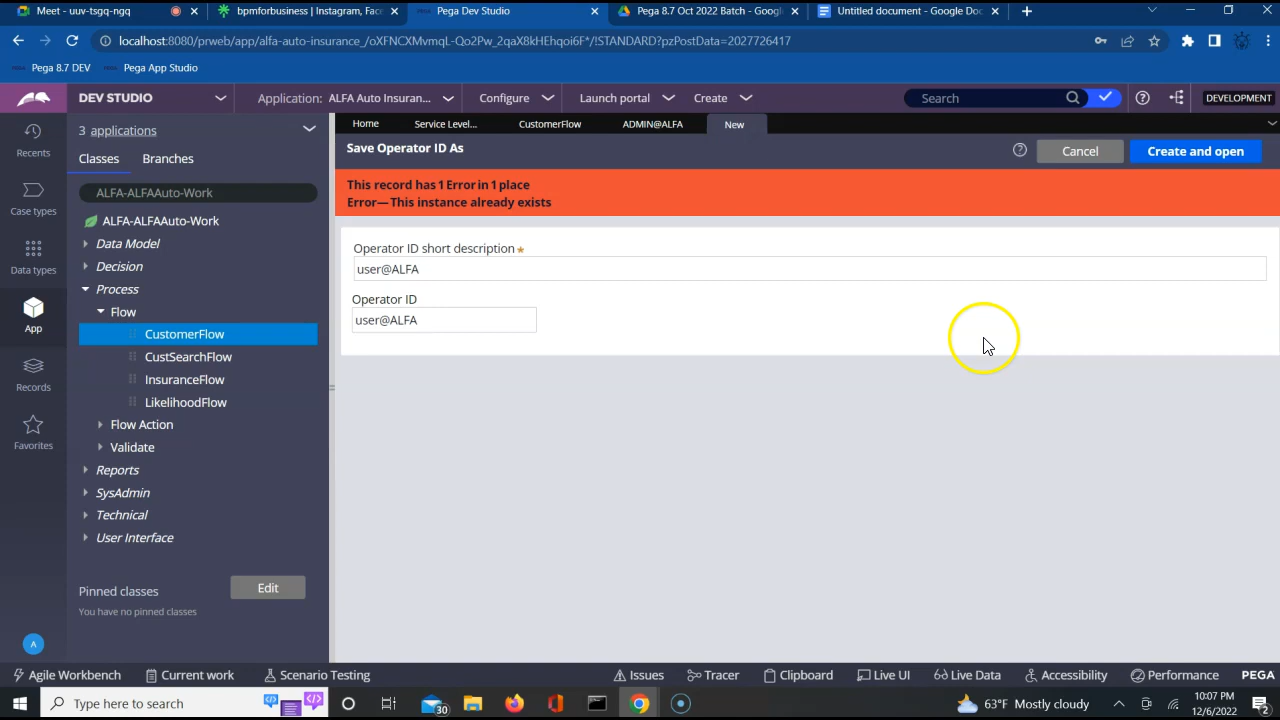 Meet - uuv-tsgq-ngq
bpmforbusiness | Instagram, Fac
Pega Dev Studio
Pega 8.7 Oct 2022 Batch - Google
Untitled document - Google Doc
localhost:8080/prweb/app/alfa-auto-insurance_/oXFNCXMvmqL-Qo2Pw_2qaX8kHEhqoi6F*/!STANDARD?pzPostData=2027726417
Pega 8.7 DEV
Pega App Studio
DEV STUDIO
Application: ALFA Auto Insuran...
Configure
Launch portal
Create
Search
DEVELOPMENT
Recents
Case types
Data types
App
Records
Favorites
A
3 applications
Classes
Branches
ALFA-ALFAAuto-Work
ALFA-ALFAAuto-Work
Data Model
Decision
Process
Flow
CustomerFlow
CustSearchFlow
InsuranceFlow
LikelihoodFlow
Flow Action
Validate
Reports
SysAdmin
Technical
User Interface
Pinned classes
Edit
You have no pinned classes
Home
Service Level...
CustomerFlow
ADMIN@ALFA
New
Save Operator ID As
Cancel
Create and open
This record has 1 Error in 1 place
Error— This instance already exists
Operator ID short description★
user@ALFA
Operator ID
user@ALFA
Agile Workbench
Current work
Scenario Testing
Issues
Tracer
Clipboard
Live UI
Live Data
Accessibility
Performance
PEGA
Type here to search
30
63°F Mostly cloudy
10:07 PM
12/6/2022
2